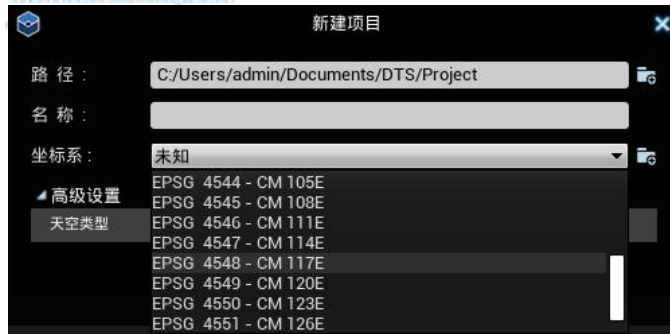 新建项目
路 径 : C:/Users/admin/Documents/DTS/Project
名 称 :
坐标系 : 未知
EPSG 4544 - CM 105E
高级设置
EPSG 4545 - CM 108E
天空类型
EPSG 4546 - CM 111E
EPSG 4547 - CM 114E
EPSG 4548 - CM 117E
EPSG 4549 - CM 120E
EPSG 4550 - CM 123E
EPSG 4551 - CM 126E